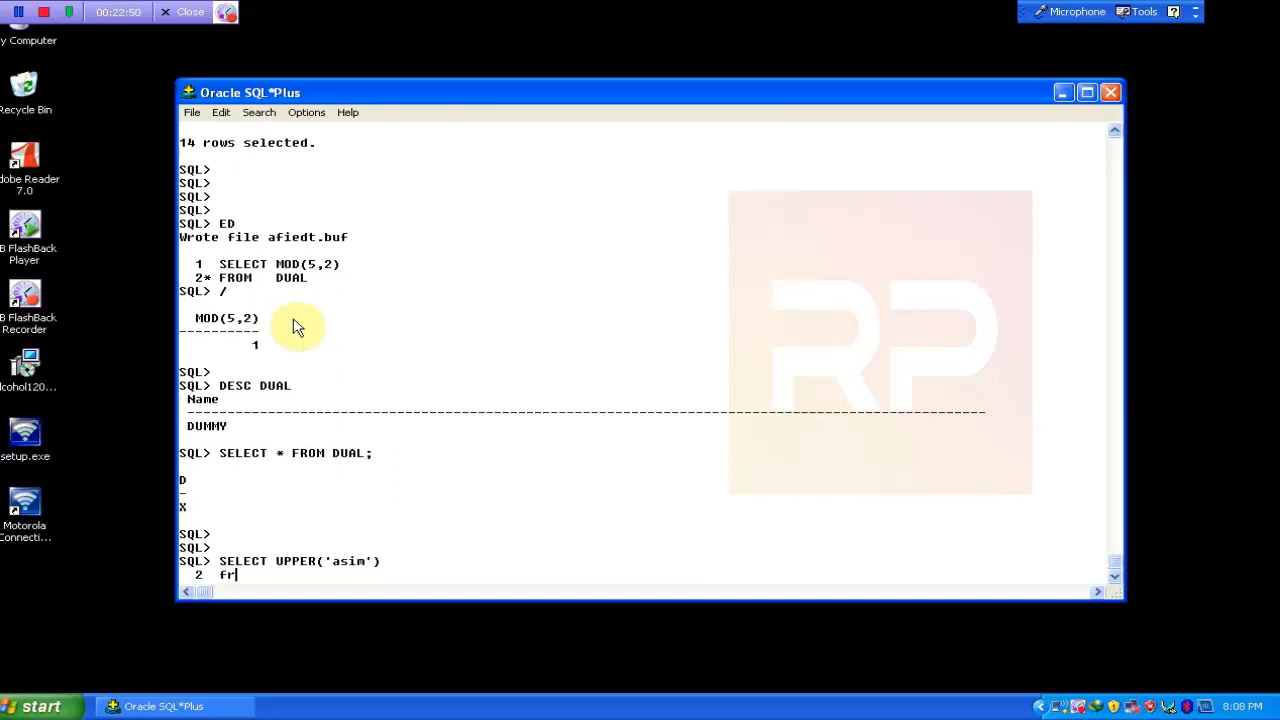 00:22:50 Close
Microphone Tools
y Computer
Recycle Bin
dobe Reader
7.0
B FlashBack
Player
B FlashBack
Recorder
lcohol120...
setup.exe
Motorola
Connecti...
Oracle SQL*Plus
File Edit Search Options Help
14 rows selected.
SQL>
SQL>
SQL>
SQL>
SQL> ED
Wrote file afiedt.buf
1 SELECT MOD(5,2)
2* FROM DUAL
SQL> /
MOD(5,2)
----------
1
SQL>
SQL> DESC DUAL
Name
----------------------------------------------------------------------------------------------------
DUMMY
SQL> SELECT * FROM DUAL;
D
-
X
SQL>
SQL>
SQL> SELECT UPPER('asim')
2 fr
RP
start Oracle SQL*Plus 8:08 PM